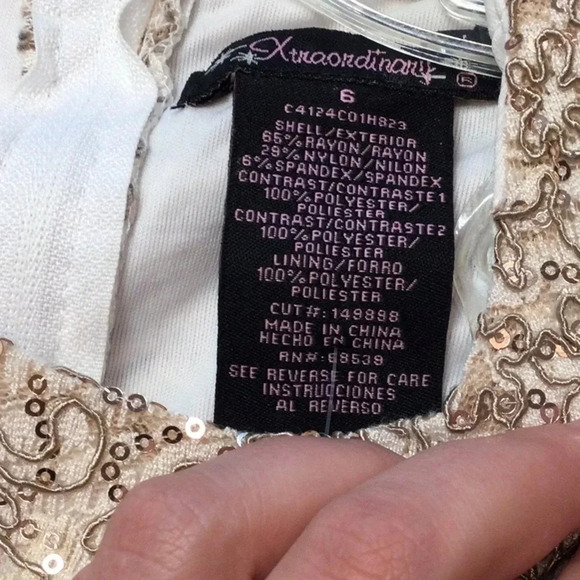 Xtraordinary ®
6
C4124C01H823
SHELL/EXTERIOR
65%RAYON/RAYON
29%NYLON/NILON
6%SPANDEX/SPANDEX
CONTRAST/CONTRASTE1
100%POLYESTER/
POLIESTER
CONTRAST/CONTRASTE2
100%POLYESTER/
POLIESTER
LINING/FORRO
100%POLYESTER/
POLIESTER
CUT#:149898
MADE IN CHINA
HECHO EN CHINA
RN#:68539
SEE REVERSE FOR CARE
INSTRUCCIONES
AL REVERSO